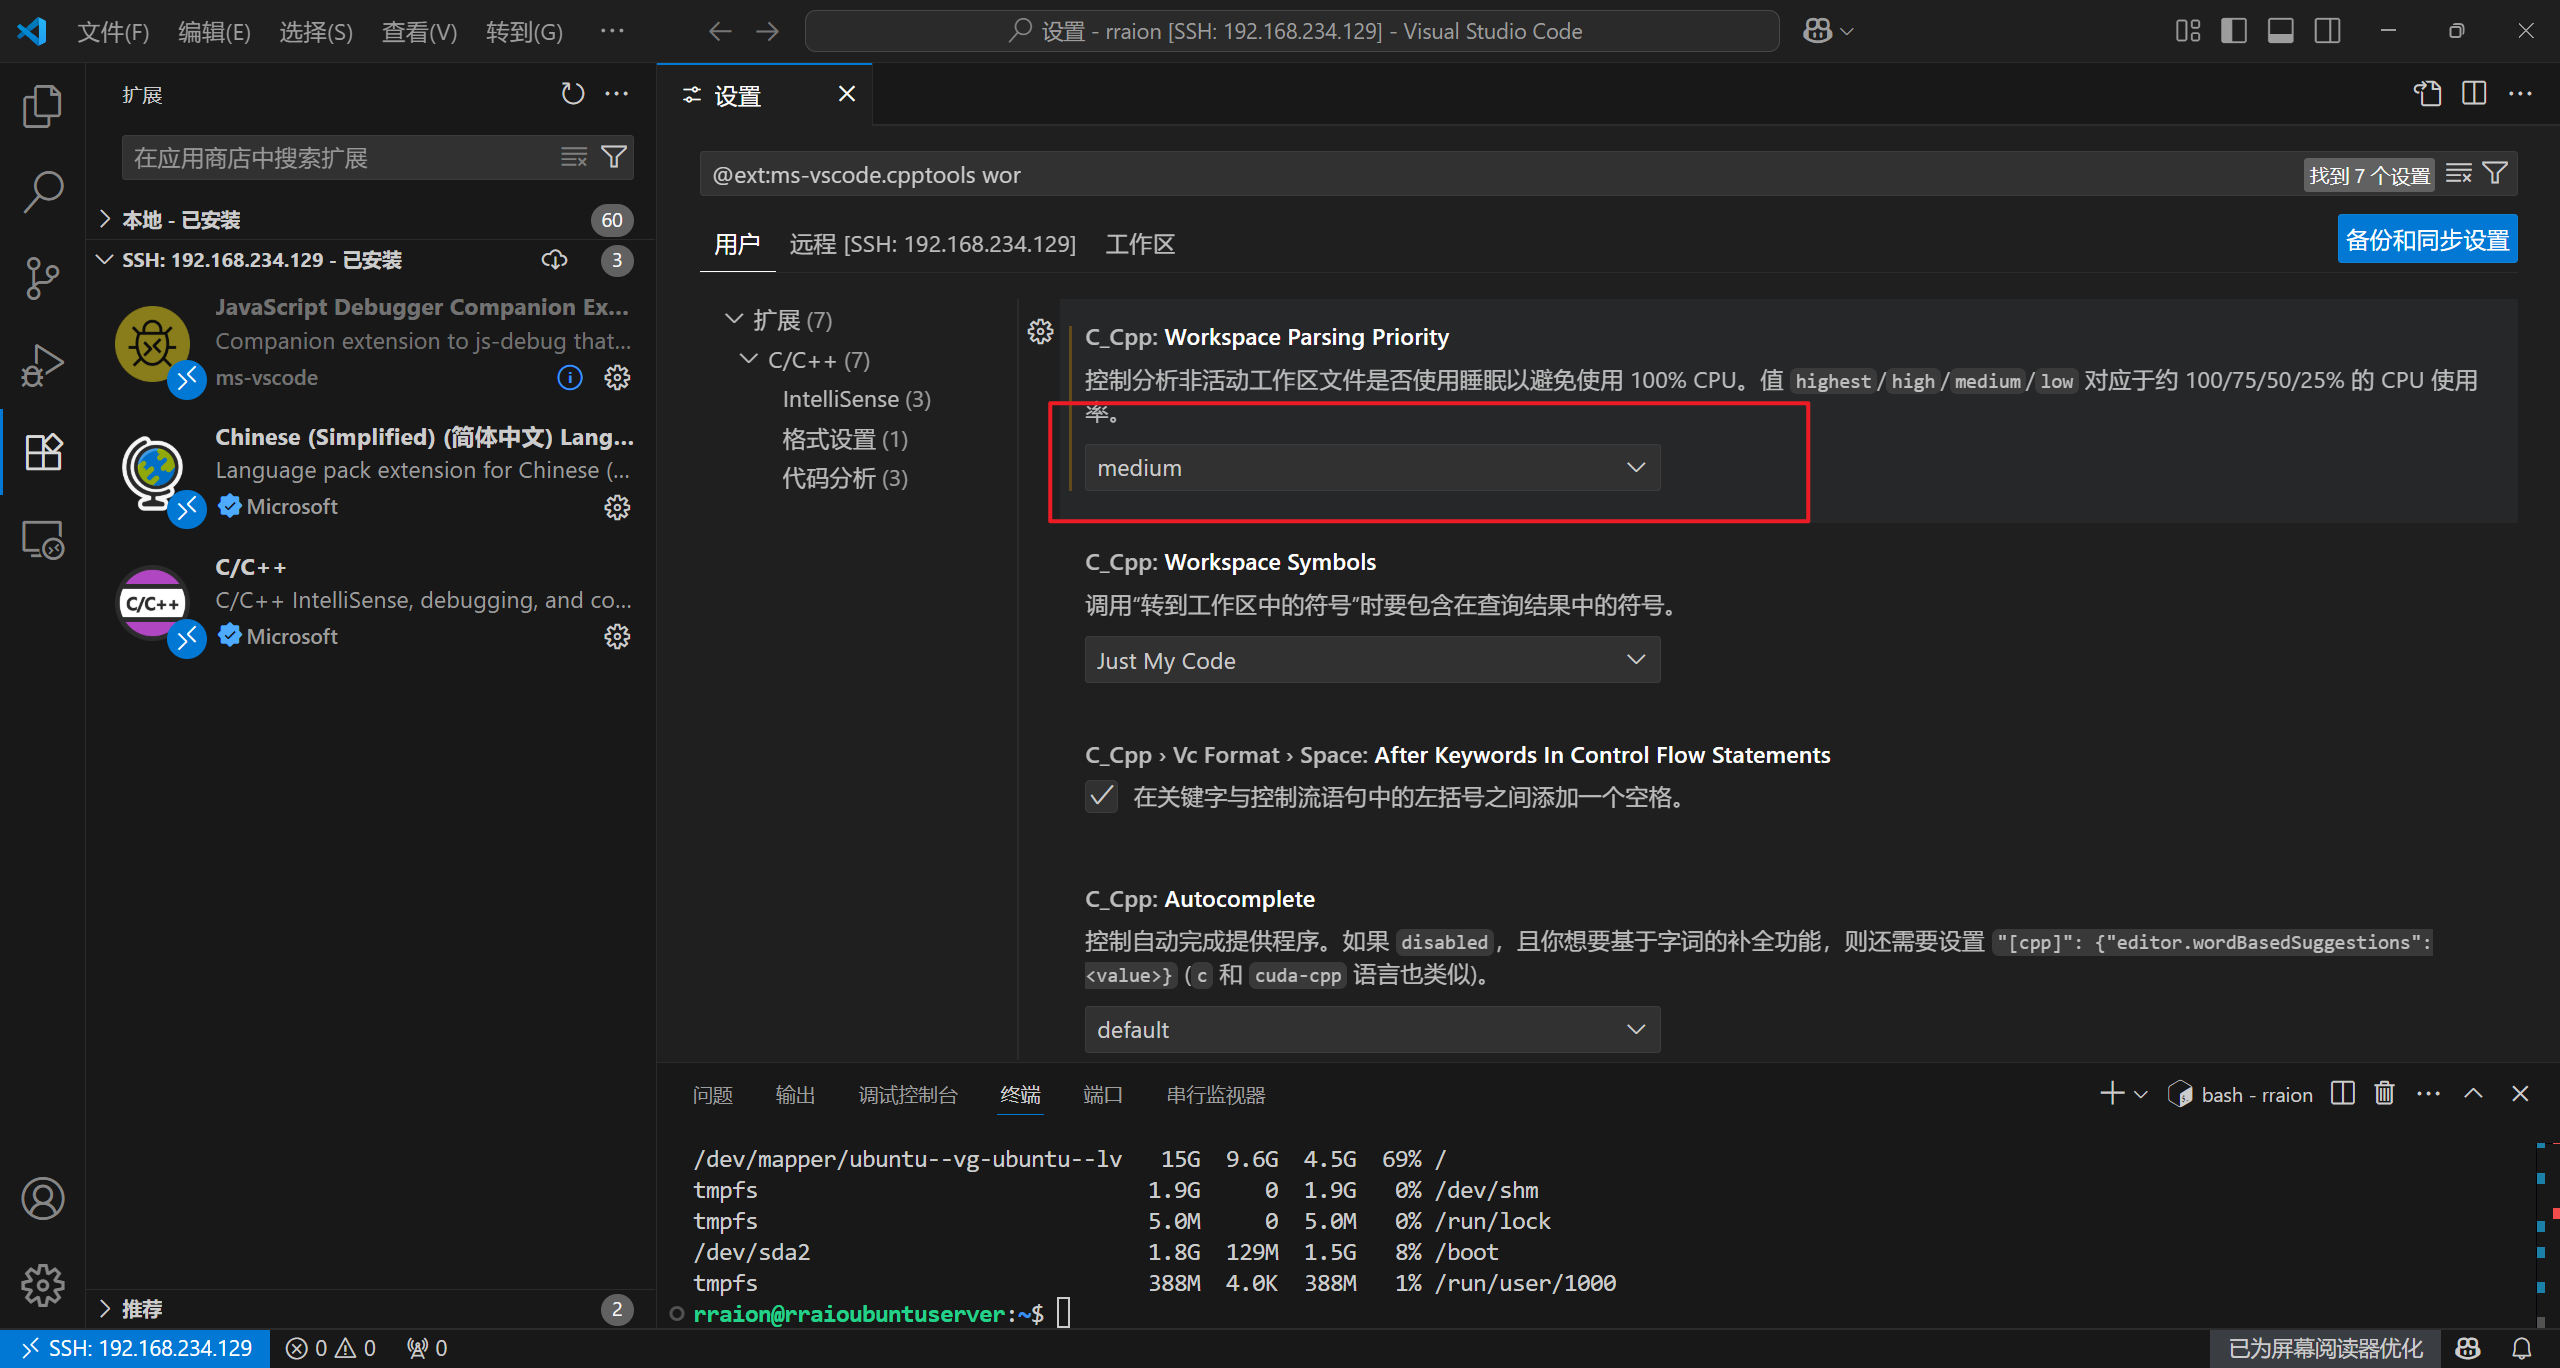 文件(F) 编辑(E) 选择(S) 查看(V) 转到(G) ···
设置 - rraion [SSH: 192.168.234.129] - Visual Studio Code
扩展
在应用商店中搜索扩展
本地 - 已安装 60
SSH: 192.168.234.129 - 已安装 3
JavaScript Debugger Companion Ex...
Companion extension to js-debug that...
ms-vscode
Chinese (Simplified) (简体中文) Lang...
Language pack extension for Chinese (...
Microsoft
C/C++
C/C++
C/C++ IntelliSense, debugging, and co...
Microsoft
推荐 2
设置
@ext:ms-vscode.cpptools wor
找到 7 个设置
用户 远程 [SSH: 192.168.234.129] 工作区
备份和同步设置
扩展 (7)
C/C++ (7)
IntelliSense (3)
格式设置 (1)
代码分析 (3)
C_Cpp: Workspace Parsing Priority
控制分析非活动工作区文件是否使用睡眠以避免使用 100% CPU。值 highest/high/medium/low 对应于约 100/75/50/25% 的 CPU 使用
率。
medium
C_Cpp: Workspace Symbols
调用“转到工作区中的符号”时要包含在查询结果中的符号。
Just My Code
C_Cpp › Vc Format › Space: After Keywords In Control Flow Statements
在关键字与控制流语句中的左括号之间添加一个空格。
C_Cpp: Autocomplete
控制自动完成提供程序。如果 disabled，且你想要基于字词的补全功能，则还需要设置 "[cpp]": {"editor.wordBasedSuggestions":
<value>} (c 和 cuda-cpp 语言也类似)。
default
问题 输出 调试控制台 终端 端口 串行监视器
bash - rraion
/dev/mapper/ubuntu--vg-ubuntu--lv 15G 9.6G 4.5G 69% /
tmpfs 1.9G 0 1.9G 0% /dev/shm
tmpfs 5.0M 0 5.0M 0% /run/lock
/dev/sda2 1.8G 129M 1.5G 8% /boot
tmpfs 388M 4.0K 388M 1% /run/user/1000
rraion@rraioubuntuserver:~$
SSH: 192.168.234.129 0 0 0
已为屏幕阅读器优化